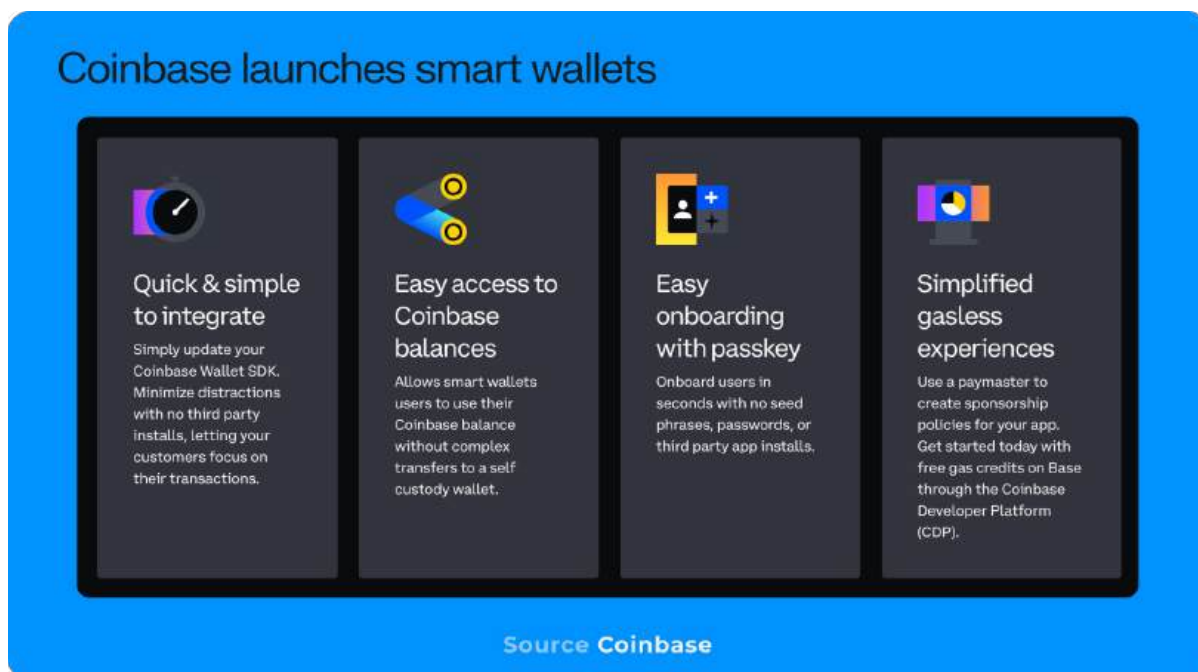 Coinbase launches smart wallets
Quick & simple
to integrate
Simply update your
Coinbase Wallet SDK.
Minimize distractions
with no third party
installs, letting your
customers focus on
their transactions.
Easy access to
Coinbase
balances
Allows smart wallets
users to use their
Coinbase balance
without complex
transfers to a self
custody wallet.
Easy
onboarding
with passkey
Onboard users in
seconds with no seed
phrases, passwords, or
third party app installs.
Simplified
gasless
experiences
Use a paymaster to
create sponsorship
policies for your app.
Get started today with
free gas credits on Base
through the Coinbase
Developer Platform
(CDP).
Source Coinbase